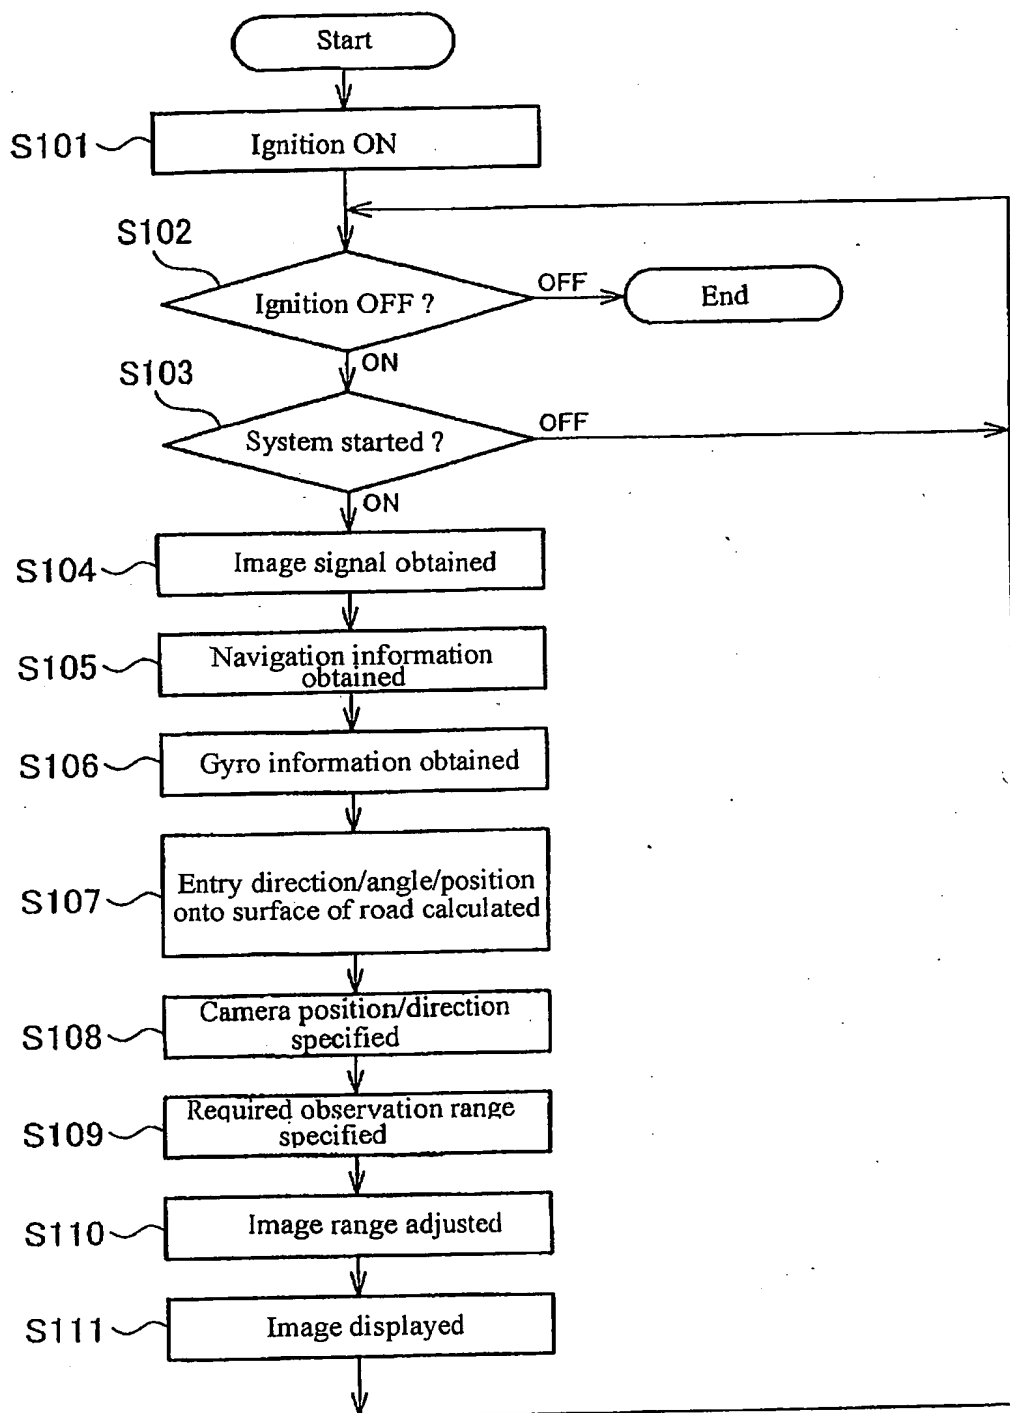 Start
S101
Ignition ON
S102
Ignition OFF ?
OFF
End
ON
S103
System started ?
OFF
ON
S104
Image signal obtained
S105
Navigation information
obtained
S106
Gyro information obtained
S107
Entry direction/angle/position
onto surface of road calculated
S108
Camera position/direction
specified
S109
Required observation range
specified
S110
Image range adjusted
S111
Image displayed